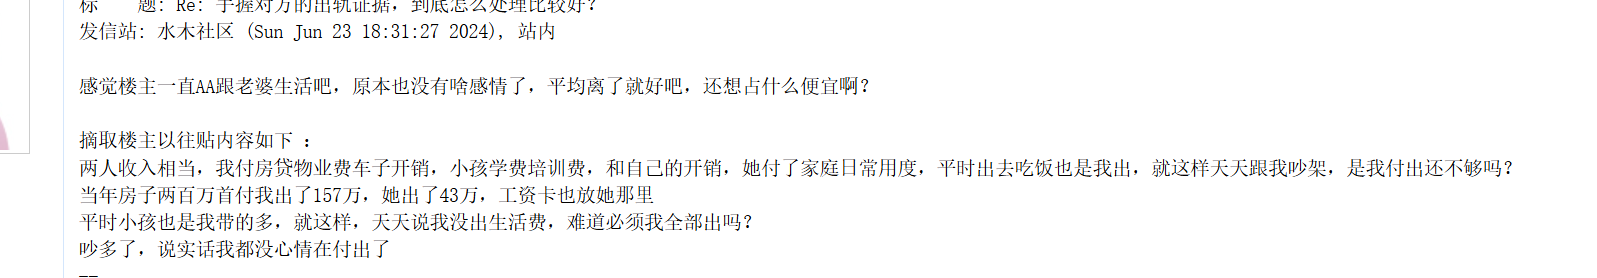 标    题: Re: 手握对方的出轨证据，到底怎么处理比较好？
发信站: 水木社区 (Sun Jun 23 18:31:27 2024), 站内
感觉楼主一直AA跟老婆生活吧，原本也没有啥感情了，平均离了就好吧，还想占什么便宜啊？
摘取楼主以往贴内容如下 ：
两人收入相当，我付房贷物业费车子开销，小孩学费培训费，和自己的开销，她付了家庭日常用度，平时出去吃饭也是我出，就这样天天跟我吵架，是我付出还不够吗？
当年房子两百万首付我出了157万，她出了43万，工资卡也放她那里
平时小孩也是我带的多，就这样，天天说我没出生活费，难道必须我全部出吗？
吵多了，说实话我都没心情在付出了
--